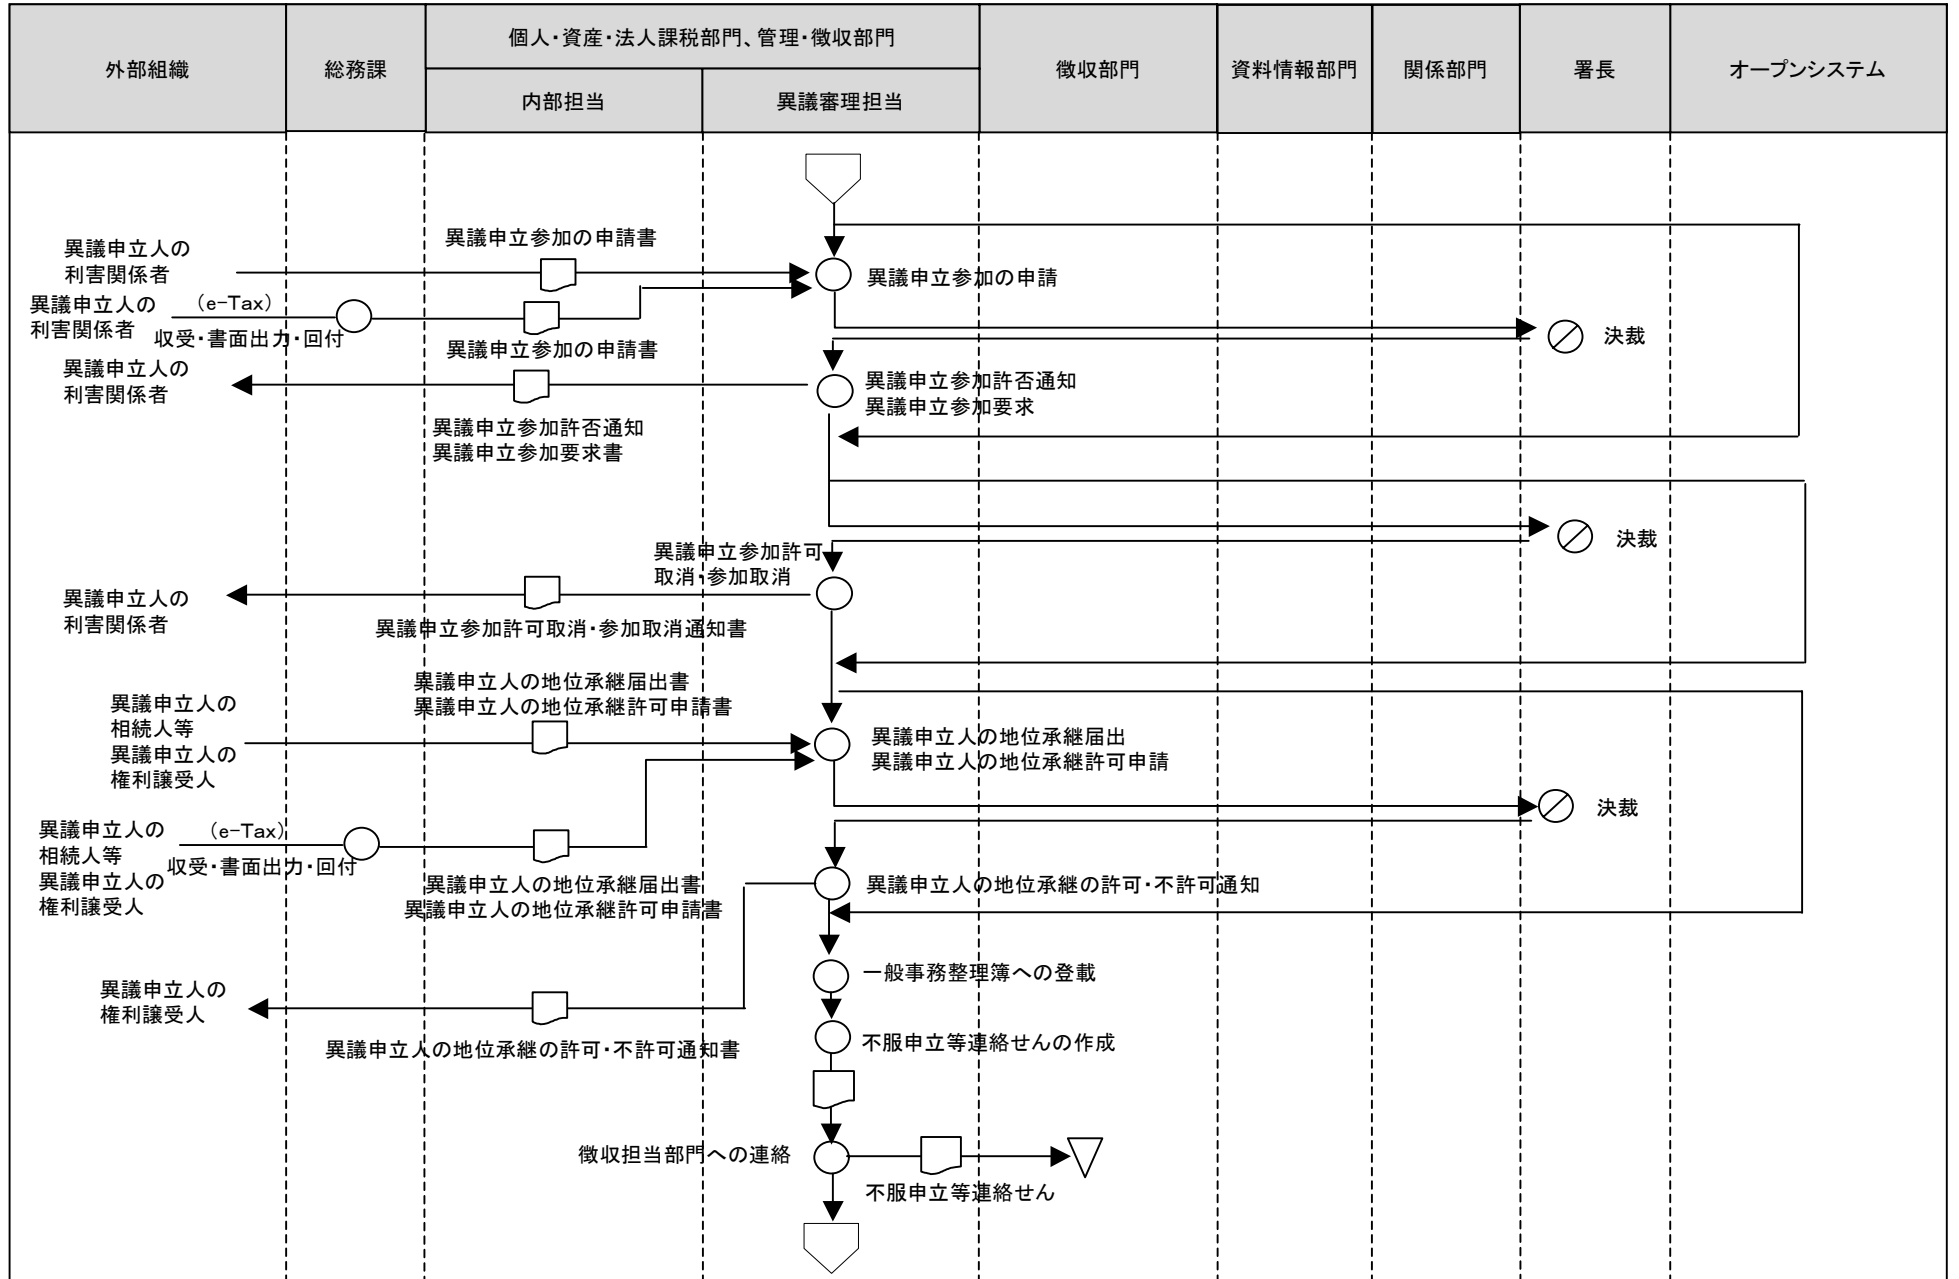 外部組織
総務課
個人・資産・法人課税部門、管理・徴収部門
内部担当
異議審理担当
徴収部門
資料情報部門
関係部門
署長
オープンシステム
異議申立人の
利害関係者
異議申立参加の申請書
異議申立参加の申請
異議申立人の
利害関係者
(e-Tax)
収受・書面出力・回付
異議申立参加の申請書
決裁
異議申立人の
利害関係者
異議申立参加許否通知
異議申立参加要求
異議申立参加許否通知
異議申立参加要求書
決裁
異議申立参加許可
取消・参加取消
異議申立人の
利害関係者
異議申立参加許可取消・参加取消通知書
異議申立人の地位承継届出書
異議申立人の地位承継許可申請書
異議申立人の
相続人等
異議申立人の
権利譲受人
異議申立人の地位承継届出
異議申立人の地位承継許可申請
決裁
異議申立人の
相続人等
異議申立人の
権利譲受人
(e-Tax)
収受・書面出力・回付
異議申立人の地位承継届出書
異議申立人の地位承継許可申請書
異議申立人の地位承継の許可・不許可通知
一般事務整理簿への登載
異議申立人の
権利譲受人
異議申立人の地位承継の許可・不許可通知書
不服申立等連絡せんの作成
徴収担当部門への連絡
不服申立等連絡せん